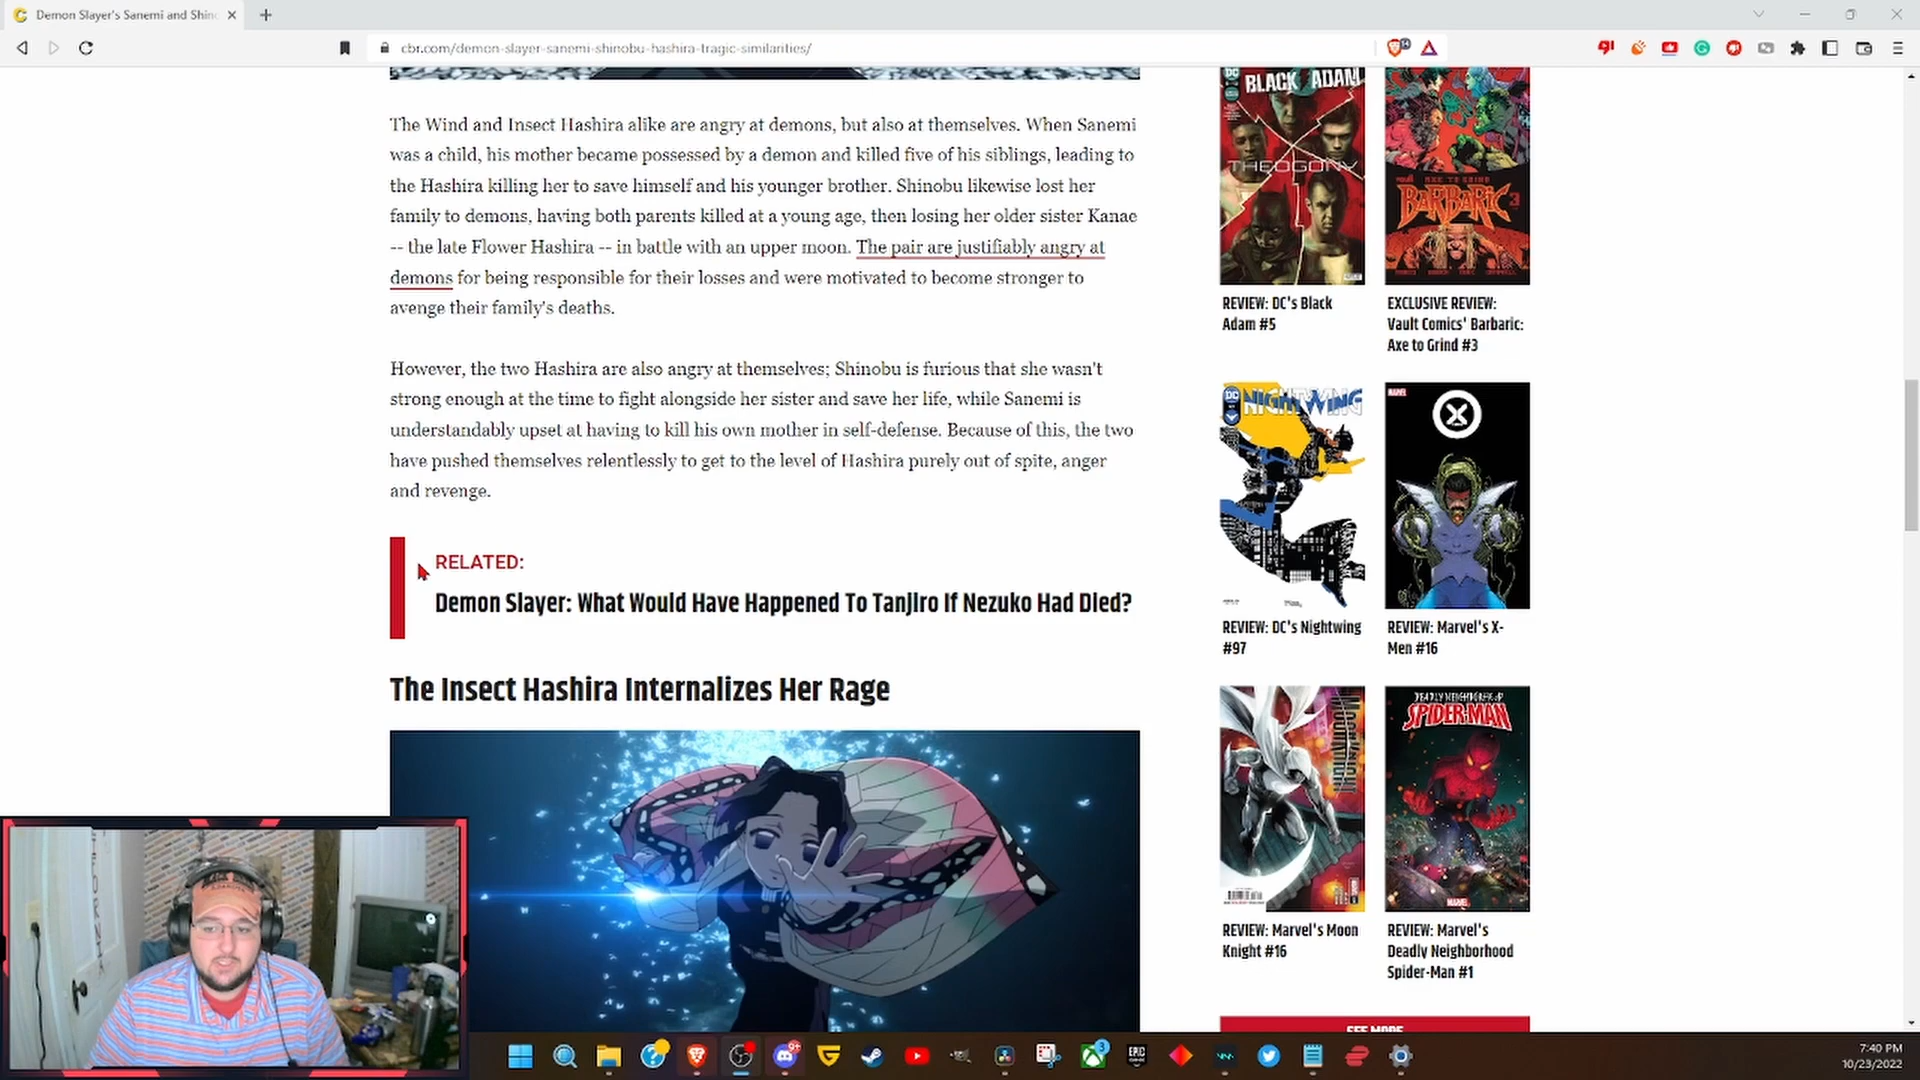 Demon Slayer's Sanemi and Shin
cbr.com/demon-slayer-sanemi-shinobu-hashira-tragic-similarities/
The Wind and Insect Hashira alike are angry at demons, but also at themselves. When Sanemi
was a child, his mother became possessed by a demon and killed five of his siblings, leading to
the Hashira killing her to save himself and his younger brother. Shinobu likewise lost her
family to demons, having both parents killed at a young age, then losing her older sister Kanae
-- the late Flower Hashira -- in battle with an upper moon. The pair are justifiably angry at
demons for being responsible for their losses and were motivated to become stronger to
avenge their family's deaths.
However, the two Hashira are also angry at themselves; Shinobu is furious that she wasn't
strong enough at the time to fight alongside her sister and save her life, while Sanemi is
understandably upset at having to kill his own mother in self-defense. Because of this, the two
have pushed themselves relentlessly to get to the level of Hashira purely out of spite, anger
and revenge.
RELATED:
Demon Slayer: What Would Have Happened To Tanjiro If Nezuko Had Died?
The Insect Hashira Internalizes Her Rage
BLACK ADAM
THEOGONY
REVIEW: DC's Black
Adam #5
AXE TO GRIND
BARBARIC 3
EXCLUSIVE REVIEW:
Vault Comics' Barbaric:
Axe to Grind #3
NIGHTWING
REVIEW: DC's Nightwing
#97
MARVEL
X
REVIEW: Marvel's X-
Men #16
MOON KNIGHT
REVIEW: Marvel's Moon
Knight #16
DEADLY NEIGHBORHOOD
SPIDER-MAN
MARVEL
REVIEW: Marvel's
Deadly Neighborhood
Spider-Man #1
SEE MORE
9+
EPIC
3
7:40 PM
10/23/2022